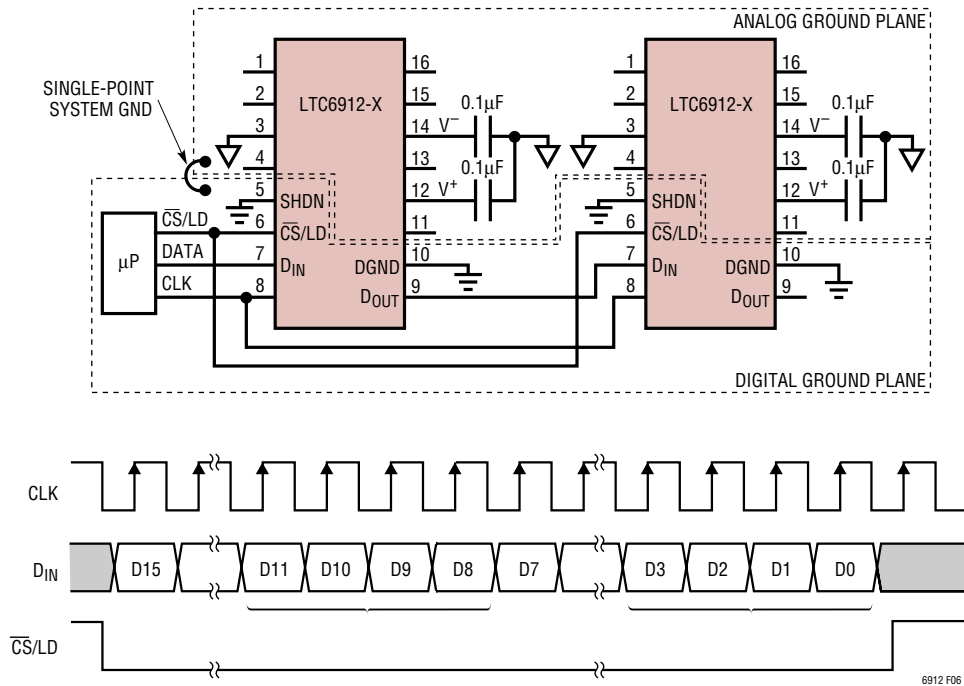 ANALOG GROUND PLANE
SINGLE-POINT
SYSTEM GND
LTC6912-X
1
2
3
4
5
6
7
8
16
15
14
13
12
11
10
9
V−
V+
0.1µF
0.1µF
SHDN
C̅S̅/LD
DIN
DGND
DOUT
LTC6912-X
1
2
3
4
5
6
7
8
16
15
14
13
12
11
10
9
V−
V+
0.1µF
0.1µF
SHDN
C̅S̅/LD
DIN
DGND
DOUT
µP
C̅S̅/LD
DATA
CLK
DIGITAL GROUND PLANE
CLK
DIN
D15
D11
D10
D9
D8
D7
D3
D2
D1
D0
C̅S̅/LD
6912 F06